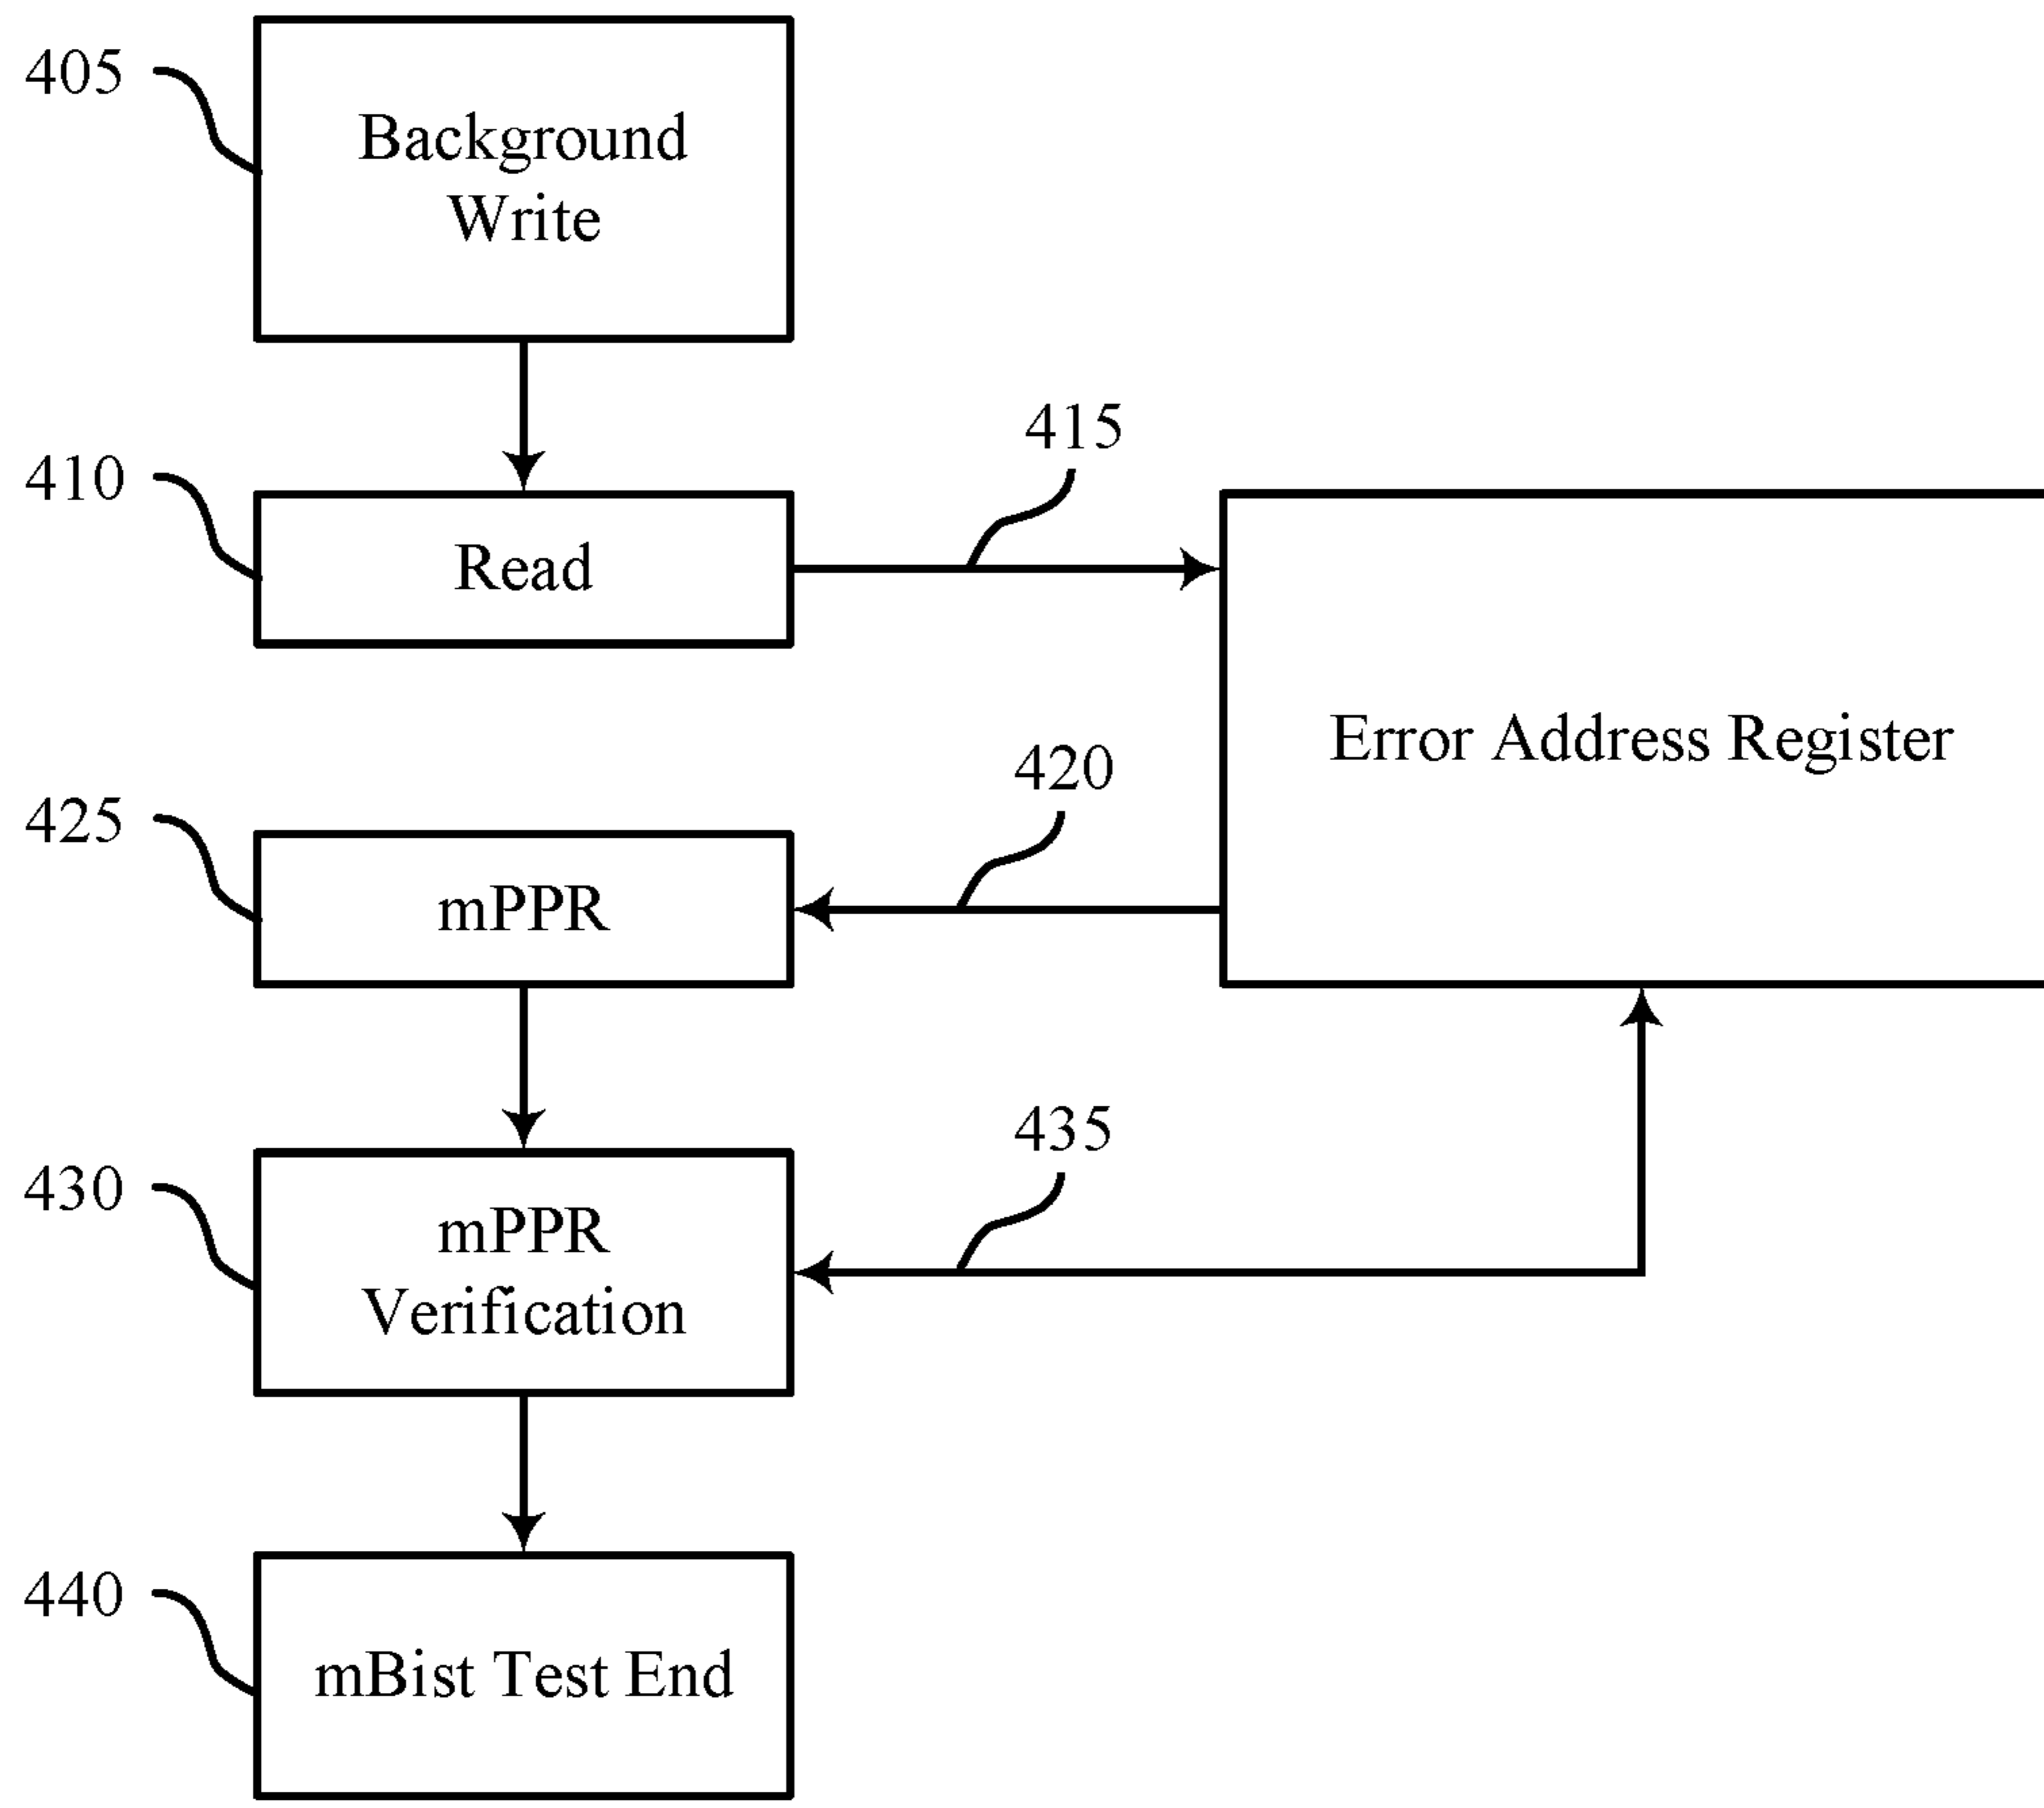 405
Background
Write
415
410
Read
Error Address Register
420
425
mPPR
435
430
mPPR
Verification
440
mBist Test End